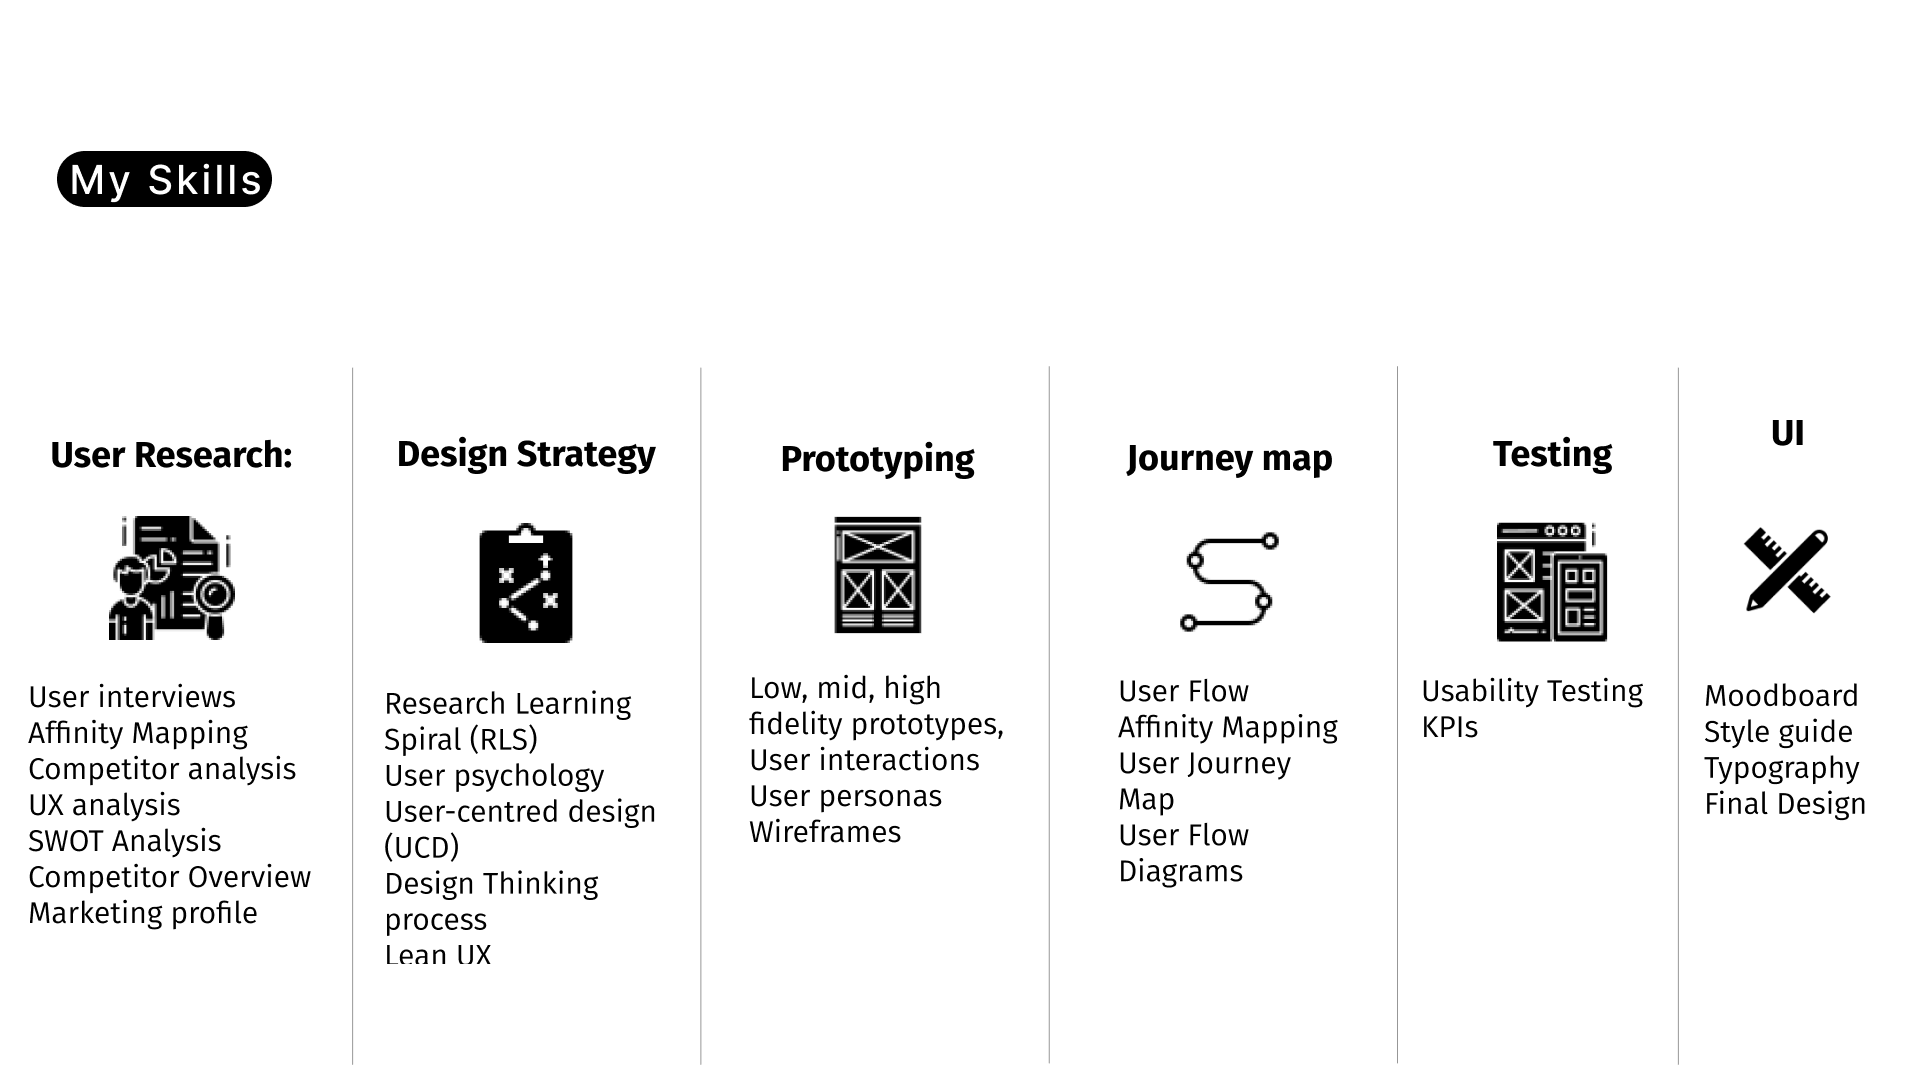 My Skills
User Research:
User interviews
Affinity Mapping
Competitor analysis
UX analysis
SWOT Analysis
Competitor Overview
Marketing profile
Design Strategy
Research Learning
Spiral (RLS)
User psychology
User-centred design
(UCD)
Design Thinking
process
Lean UX
Prototyping
Low, mid, high
fidelity prototypes,
User interactions
User personas
Wireframes
Journey map
User Flow
Affinity Mapping
User Journey
Map
User Flow
Diagrams
Testing
Usability Testing
KPIs
UI
Moodboard
Style guide
Typography
Final Design